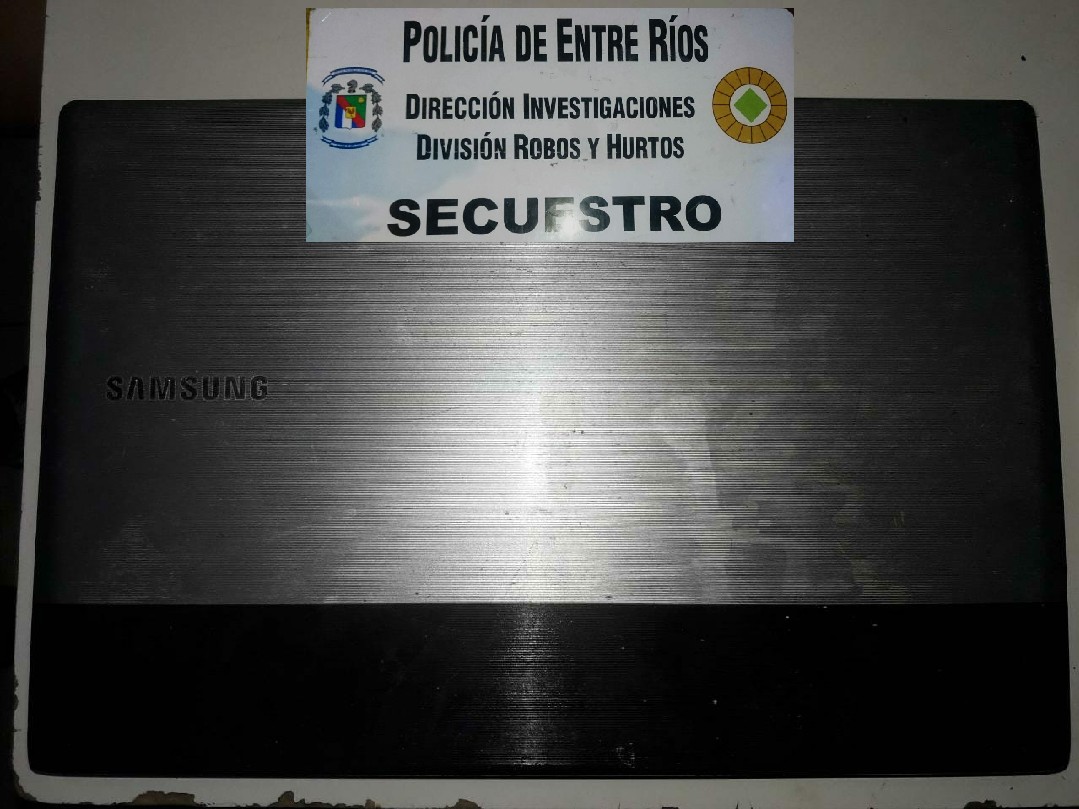 POLICÍA DE ENTRE RÍOS
DIRECCIÓN INVESTIGACIONES
DIVISIÓN ROBOS Y HURTOS
SECUESTRO
SAMSUNG